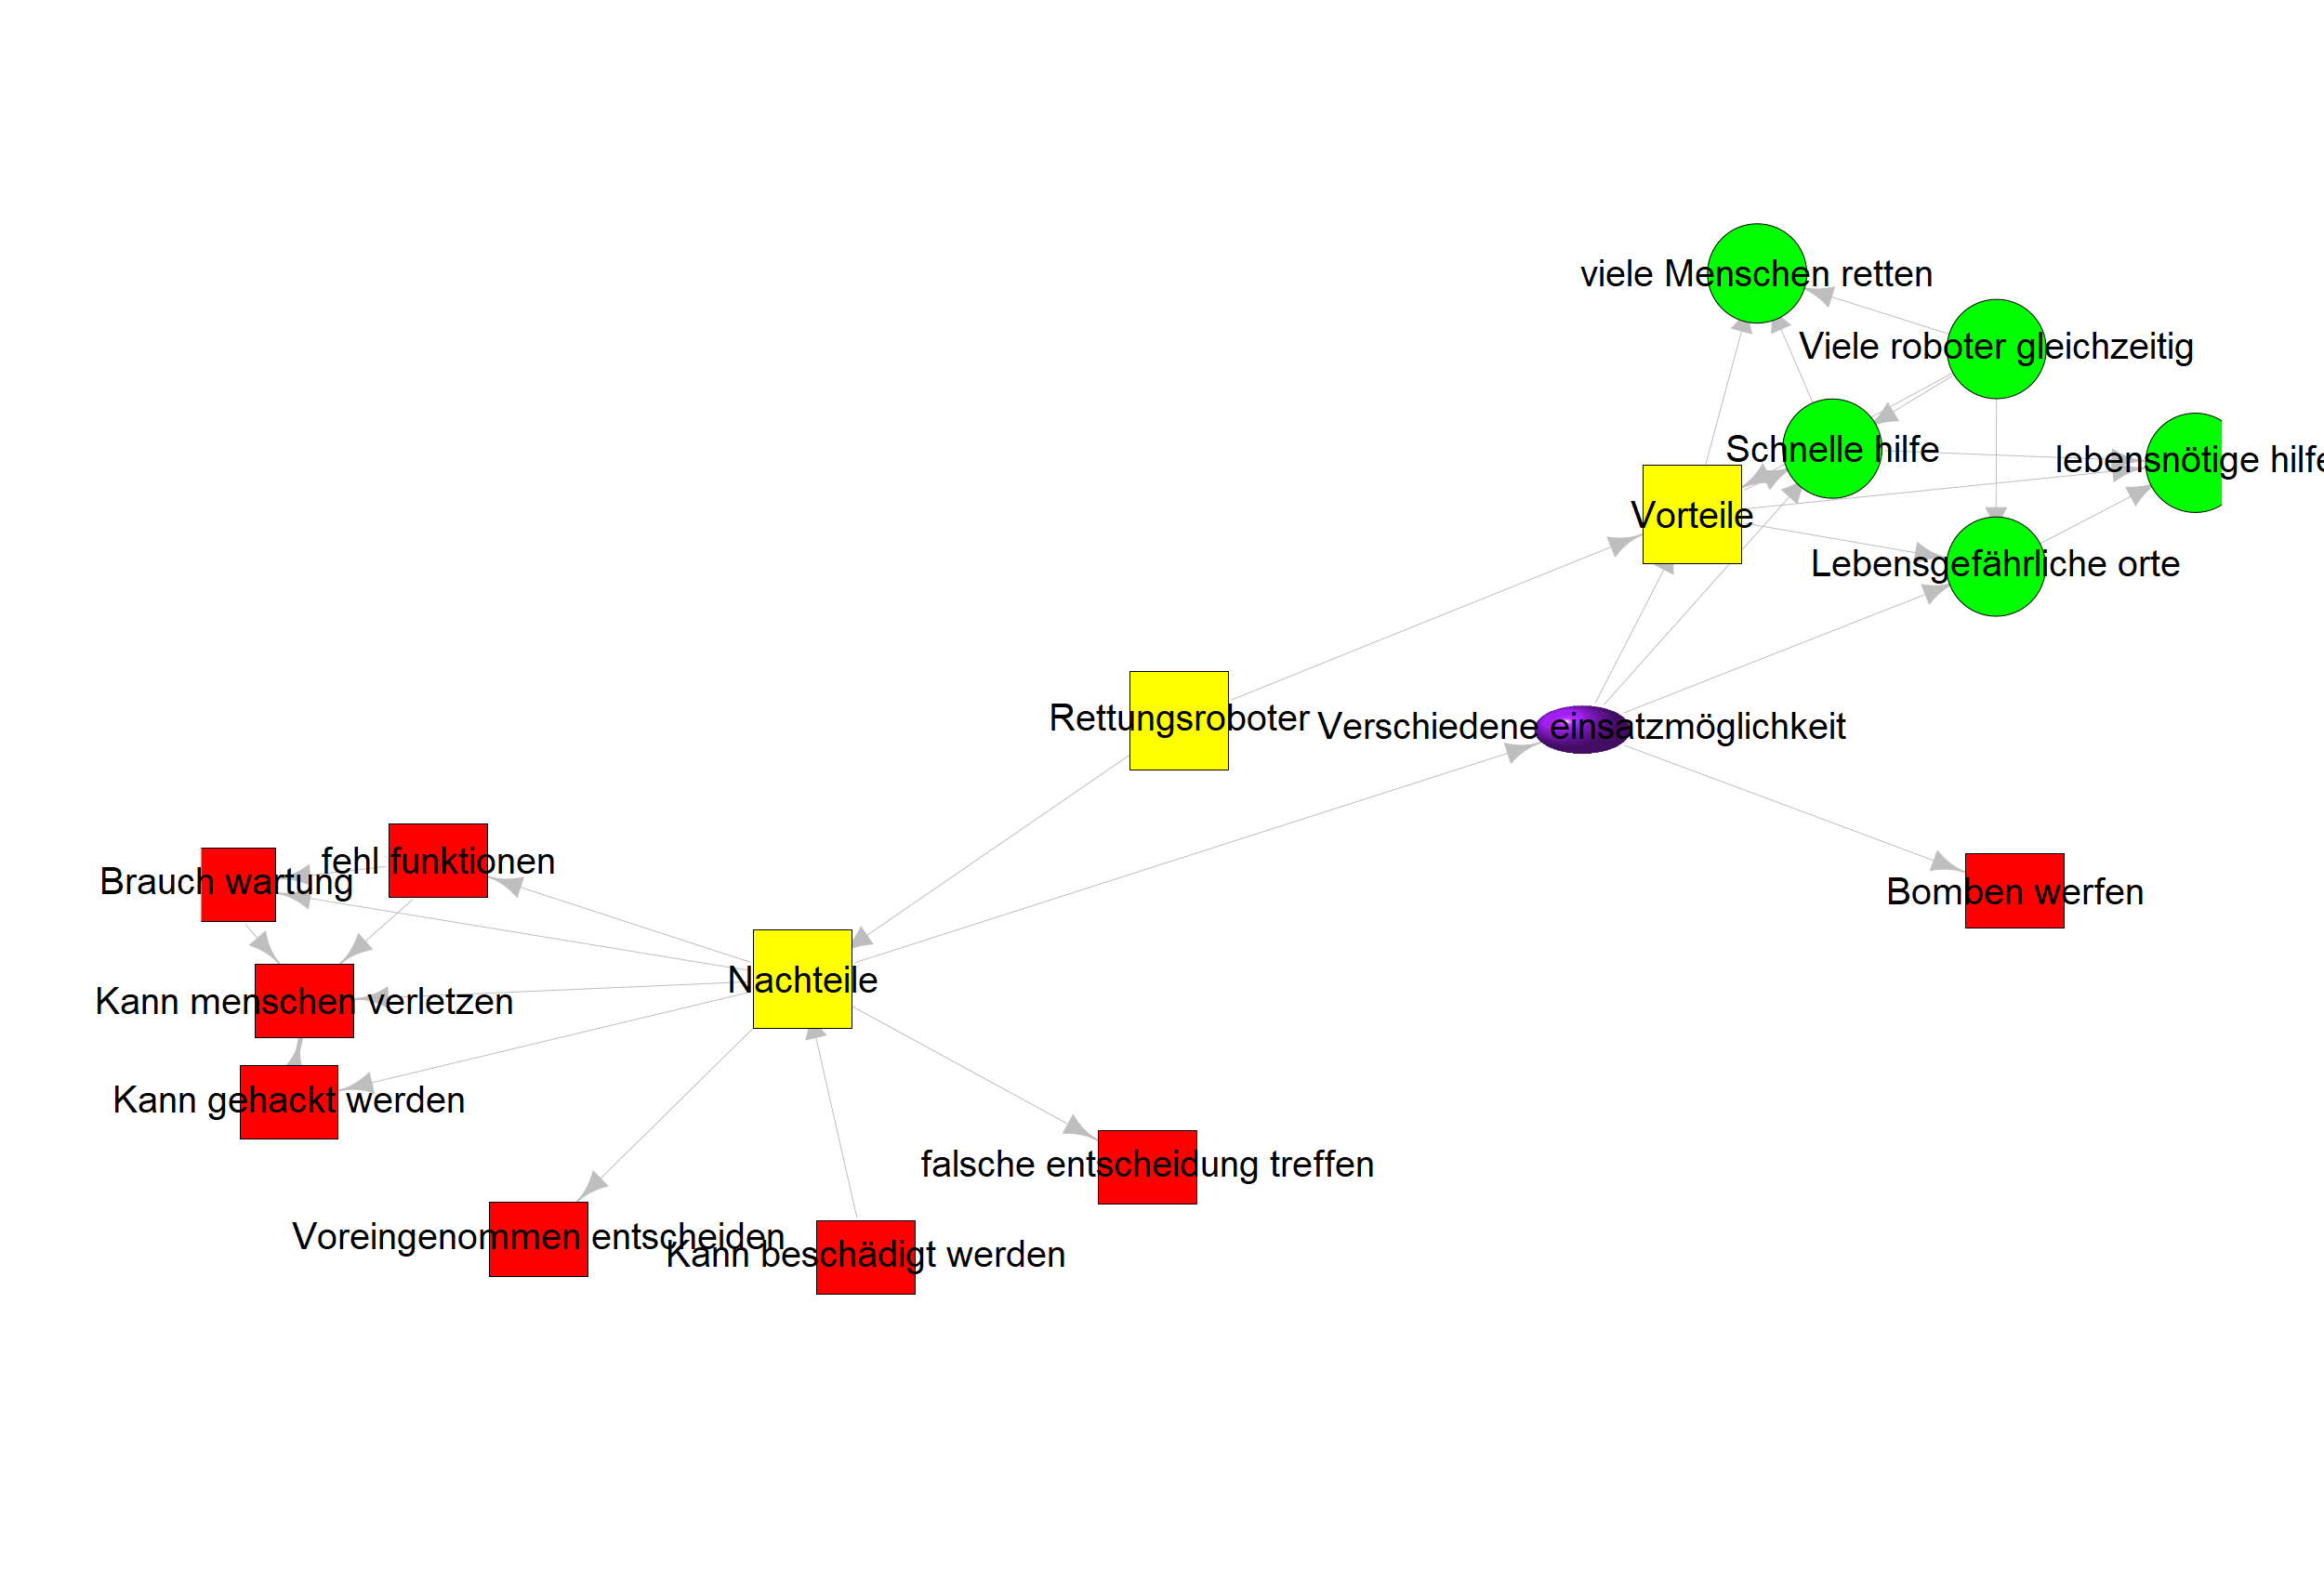 viele Menschen retten
Viele roboter gleichzeitig
Schnelle hilfe
lebensnötige hilfe
Vorteile
Lebensgefährliche orte
Rettungsroboter
Verschiedene einsatzmöglichkeit
fehl funktionen
Brauch wartung
Bomben werfen
Nachteile
Kann menschen verletzen
Kann gehackt werden
falsche entscheidung treffen
Voreingenommen entscheiden
Kann beschädigt werden